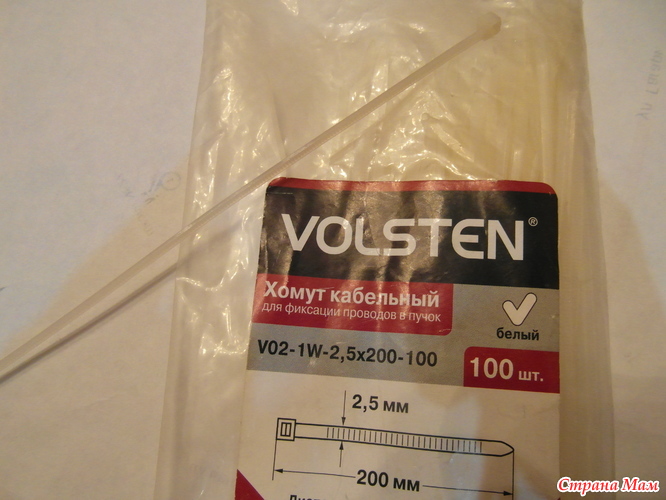 VOLSTEN®
Хомут кабельный
для фиксации проводов в пучок
белый
V02-1W-2,5x200-100
100 шт.
2,5 мм
200 мм
Страна Мам